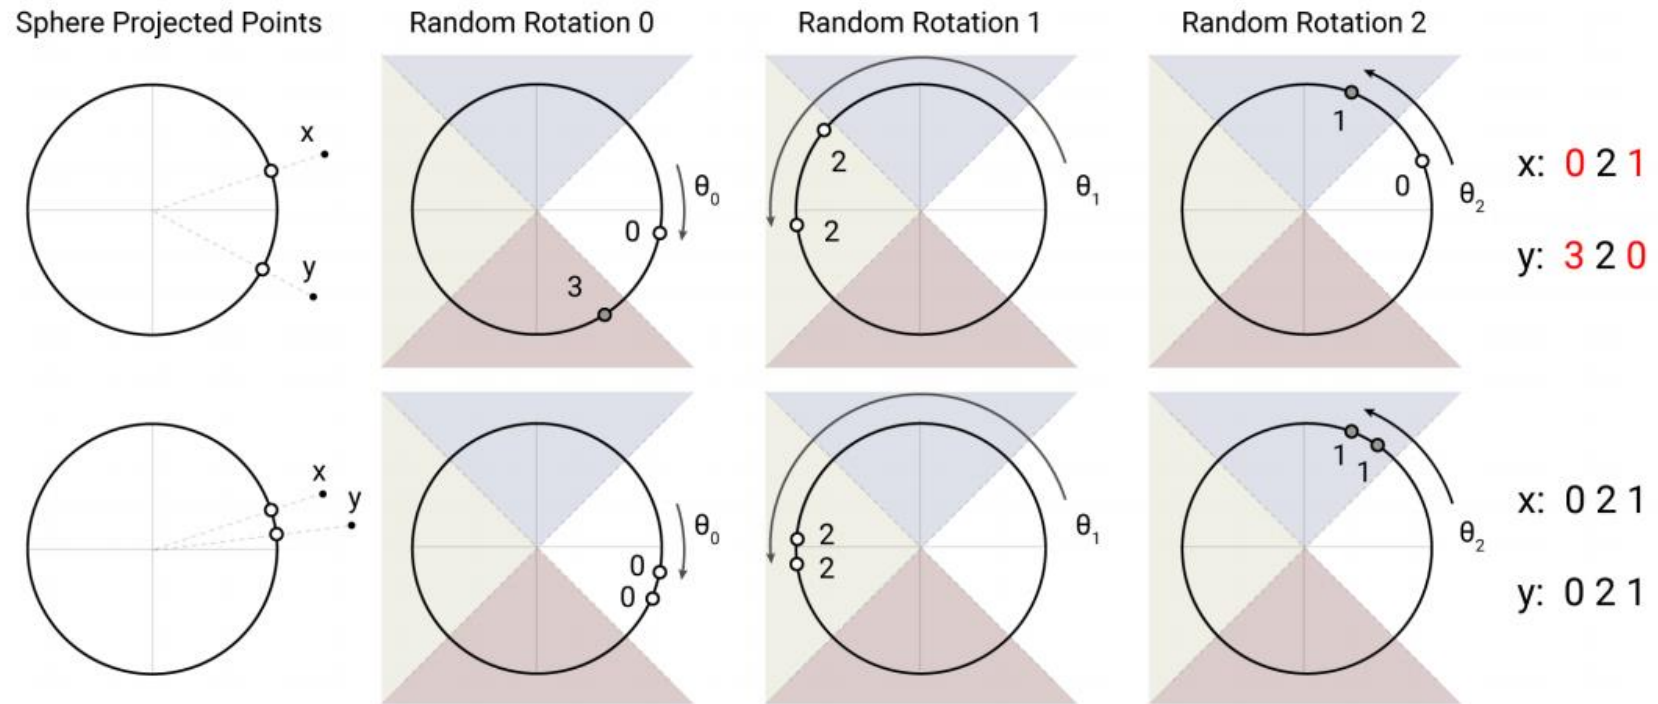 Sphere Projected Points
Random Rotation 0
Random Rotation 1
Random Rotation 2
x
y
0
3
θ₀
2
2
θ₁
1
0
θ₂
x: 0 2 1
y: 3 2 0
x
y
0
0
θ₀
2
2
θ₁
1
1
θ₂
x: 0 2 1
y: 0 2 1